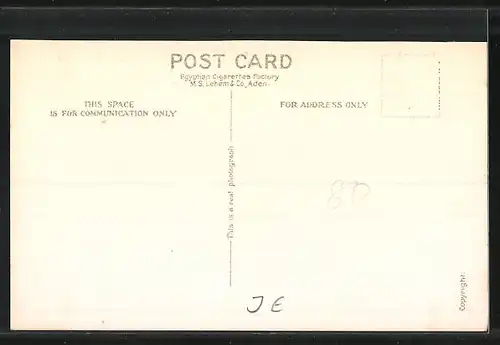 POST CARD
Egyptian Cigarettes Factory
M.S. Lehem & Co., Aden.
THIS SPACE
IS FOR COMMUNICATION ONLY
FOR ADDRESS ONLY
This is a real photograph
80
JE
Copyright.